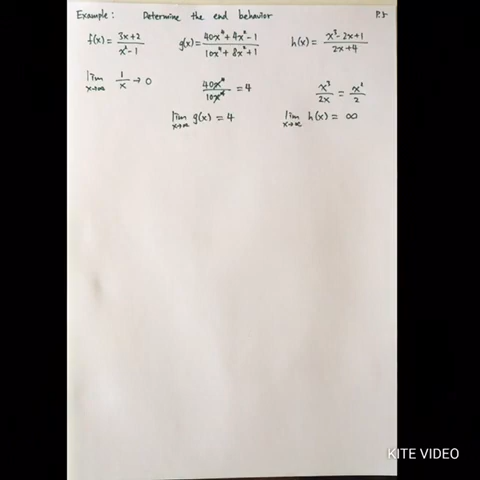 Example: Determine the end behavior P.5
f(x) = (3x+2)/(x²-1) g(x) = (40x⁴+4x²-1)/(10x⁴+8x²+1) h(x) = (x³-2x+1)/(2x+4)
lim x→∞ 1/x → 0 40x⁴/10x⁴ = 4 x³/2x = x²/2
lim x→∞ g(x) = 4 lim x→∞ h(x) = ∞
KITE VIDEO